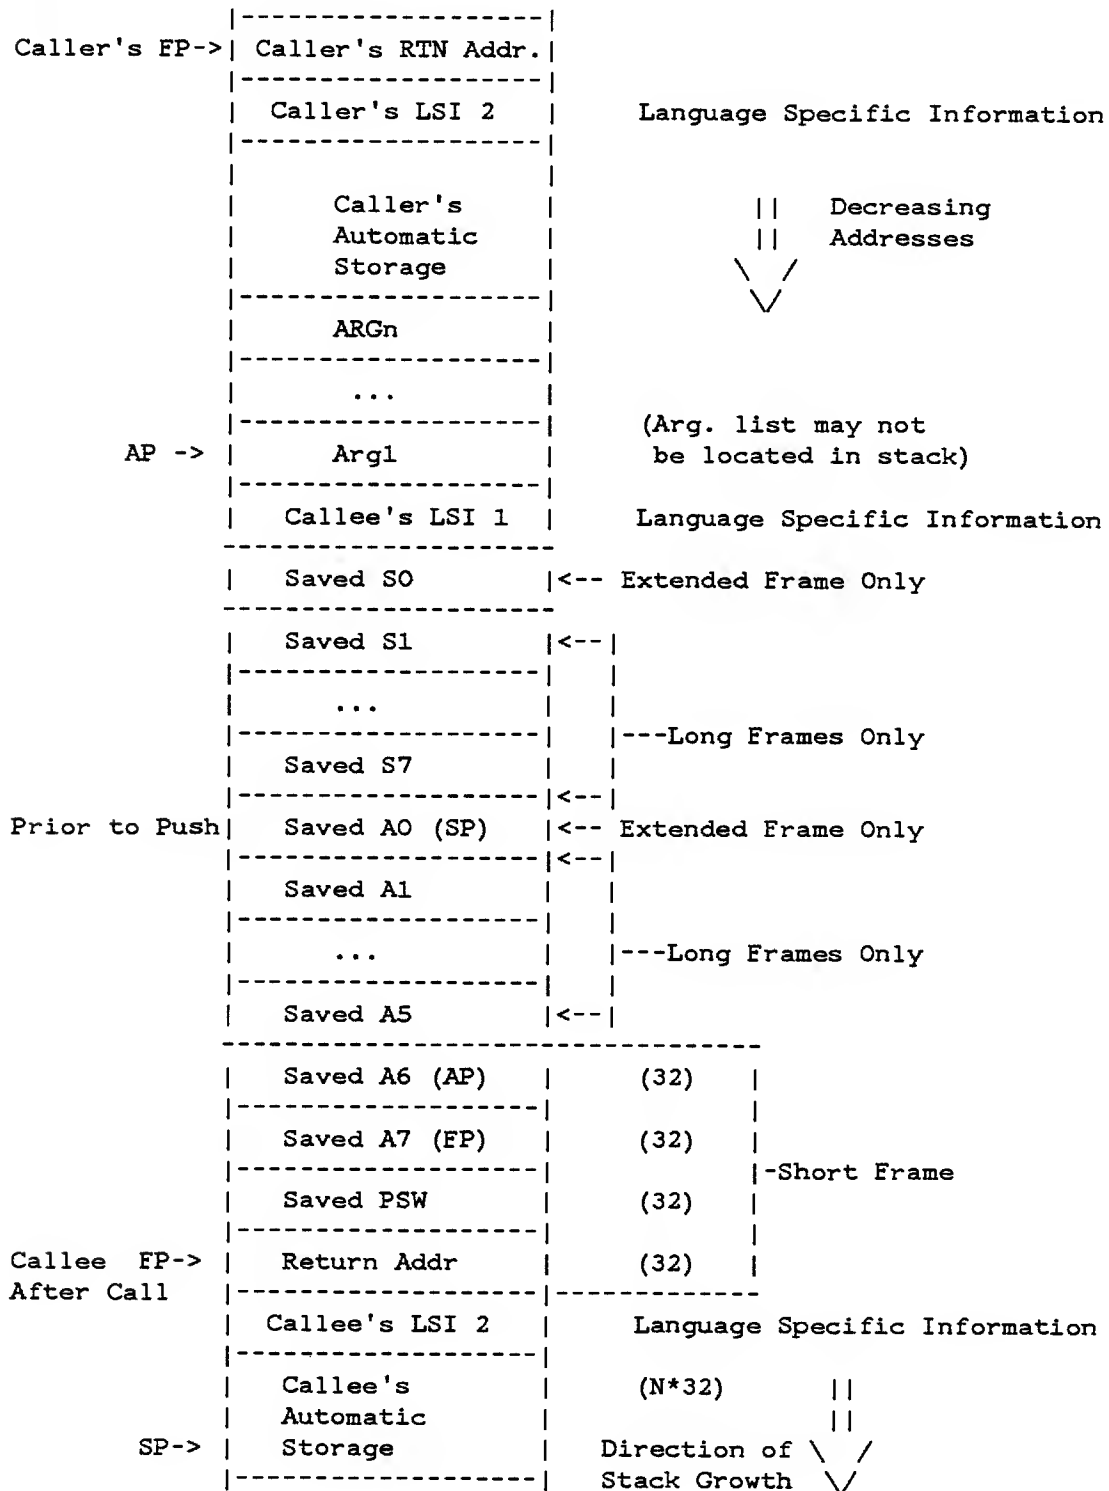 Caller's FP->| Caller's RTN Addr.|
Caller's LSI 2 Language Specific Information
Caller's || Decreasing
Automatic || Addresses
Storage \ /
\/
ARGn
...
(Arg. list may not
AP -> | Arg1 | be located in stack)
Callee's LSI 1 | Language Specific Information
Saved S0 |<-- Extended Frame Only
Saved S1 |<--|
...
|---Long Frames Only
Saved S7
|<--|
Prior to Push| Saved A0 (SP) |<-- Extended Frame Only
|<--|
Saved A1
... |---Long Frames Only
Saved A5 |<--|
Saved A6 (AP) | (32) |
Saved A7 (FP) | (32) |
|-Short Frame
Saved PSW | (32) |
Callee FP-> | Return Addr | (32) |
After Call
Callee's LSI 2 | Language Specific Information
Callee's | (N*32) ||
Automatic | ||
SP-> | Storage | Direction of \ /
Stack Growth \/